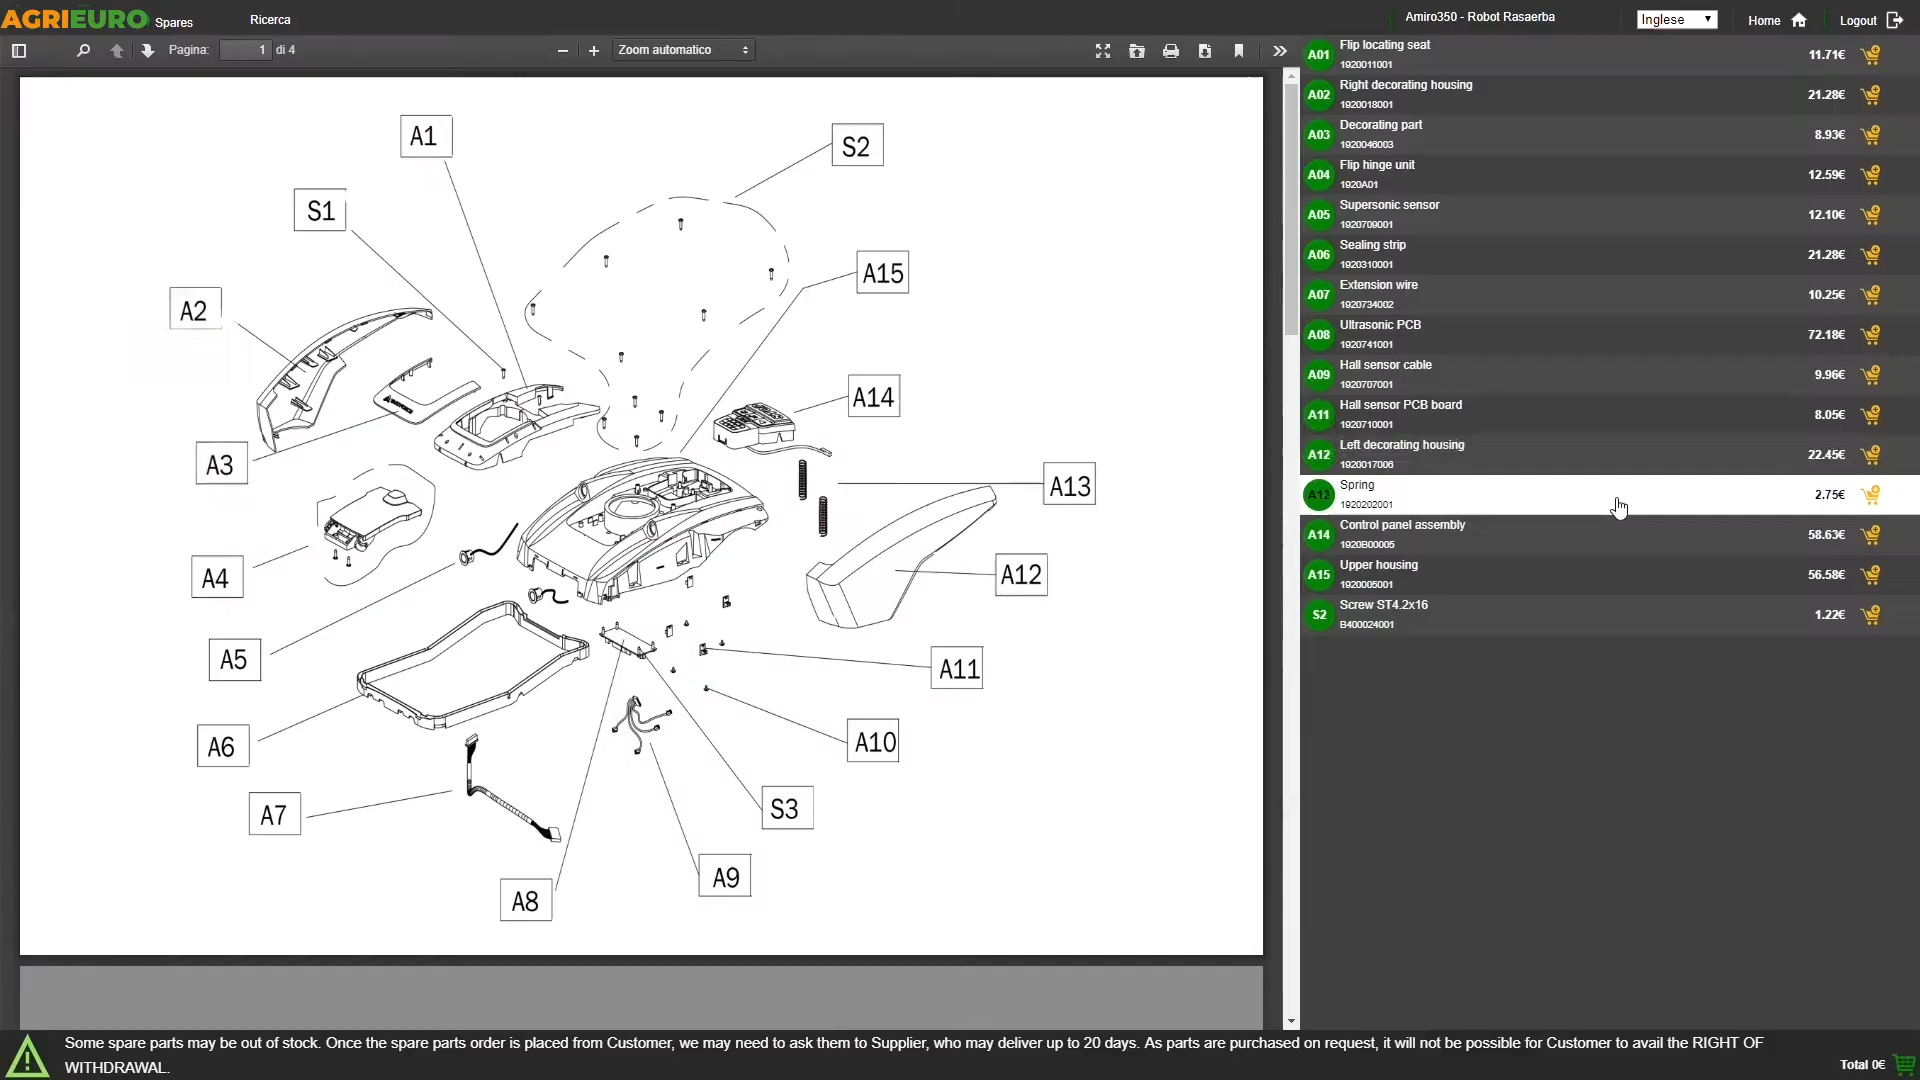 AGRIEURO Spares
Ricerca
Amiro350 - Robot Rasaerba
Inglese
Home
Logout
Pagina:
1
di 4
Zoom automatico
A1
S2
S1
A15
A2
A14
A3
A13
A4
A12
A5
A11
A6
A10
A7
S3
A9
A8
A01
Flip locating seat
1920011001
11.71€
A02
Right decorating housing
1920018001
21.28€
A03
Decorating part
1920046003
8.93€
A04
Flip hinge unit
1920A01
12.59€
A05
Supersonic sensor
1920709001
12.10€
A06
Sealing strip
1920310001
21.28€
A07
Extension wire
1920734002
10.25€
A08
Ultrasonic PCB
1920741001
72.18€
A09
Hall sensor cable
1920707001
9.96€
A11
Hall sensor PCB board
1920710001
8.05€
A12
Left decorating housing
1920017006
22.45€
A12
Spring
1920202001
2.75€
A14
Control panel assembly
1920B00005
58.63€
A15
Upper housing
1920005001
56.58€
S2
Screw ST4.2x16
B400024001
1.22€
Some spare parts may be out of stock. Once the spare parts order is placed from Customer, we may need to ask them to Supplier, who may deliver up to 20 days. As parts are purchased on request, it will not be possible for Customer to avail the RIGHT OF
WITHDRAWAL.
Total 0€